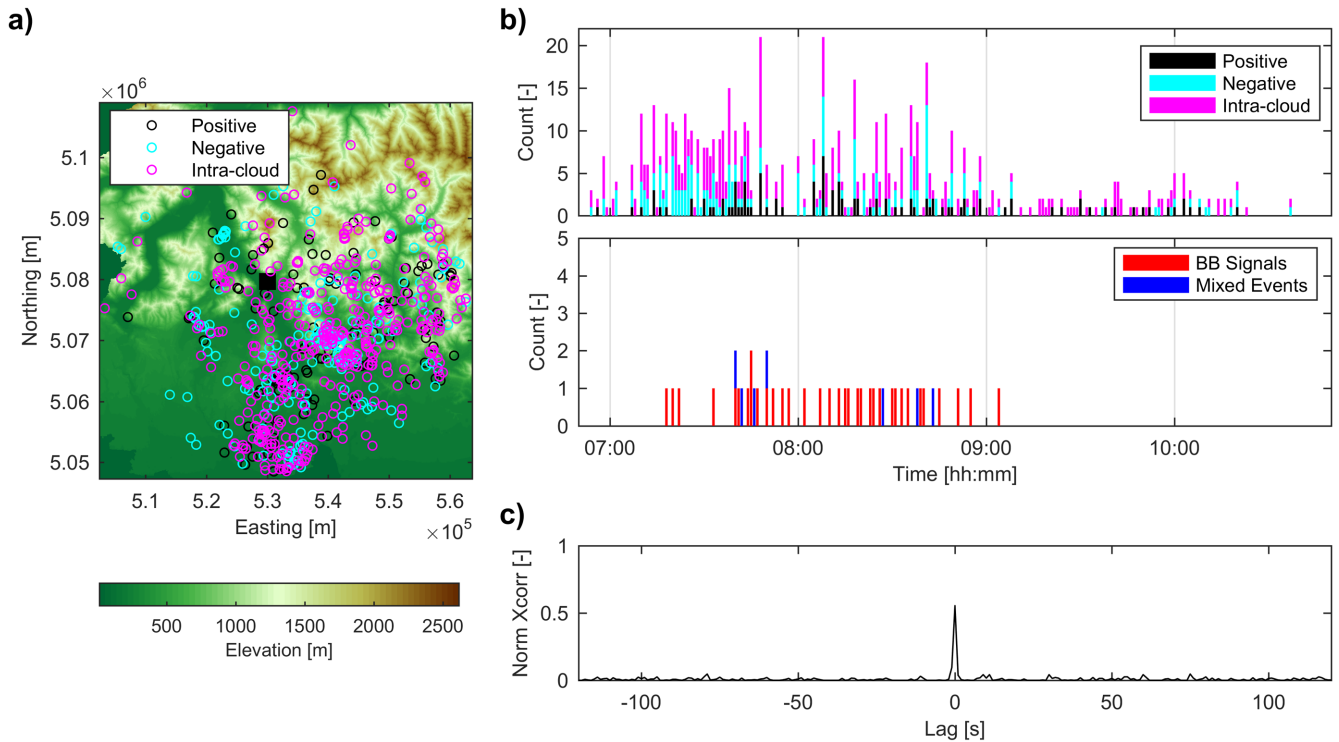 a)
×10⁶
Positive
Negative
Intra-cloud
5.1
5.09
5.08
5.07
5.06
5.05
Northing [m]
5.1 5.2 5.3 5.4 5.5 5.6
Easting [m]
×10⁵
500 1000 1500 2000 2500
Elevation [m]
b)
20
15
10
5
0
Count [-]
Positive
Negative
Intra-cloud
5
4
3
2
1
0
Count [-]
BB Signals
Mixed Events
07:00 08:00 09:00 10:00
Time [hh:mm]
c)
1
0.5
0
Norm Xcorr [-]
-100 -50 0 50 100
Lag [s]